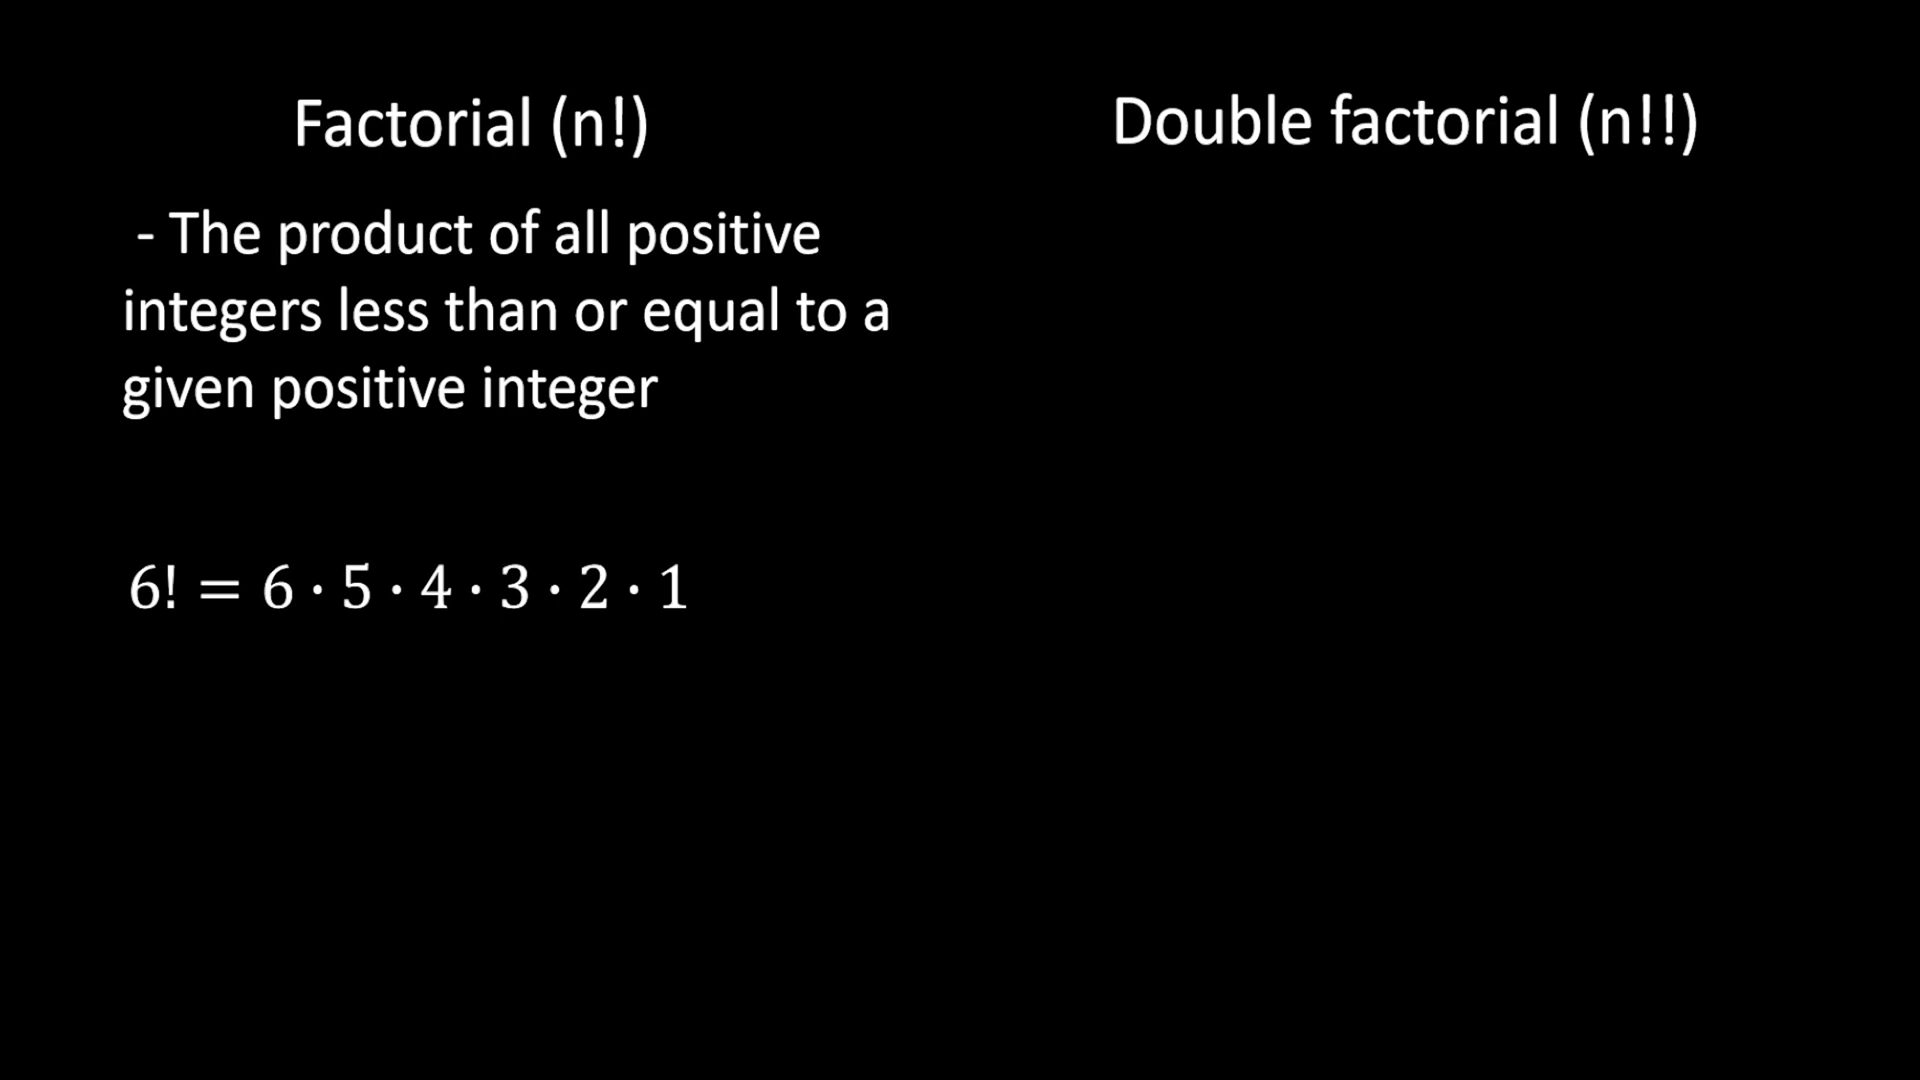 Factorial (n!)
Double factorial (n!!)
- The product of all positive
integers less than or equal to a
given positive integer
6! = 6 · 5 · 4 · 3 · 2 · 1